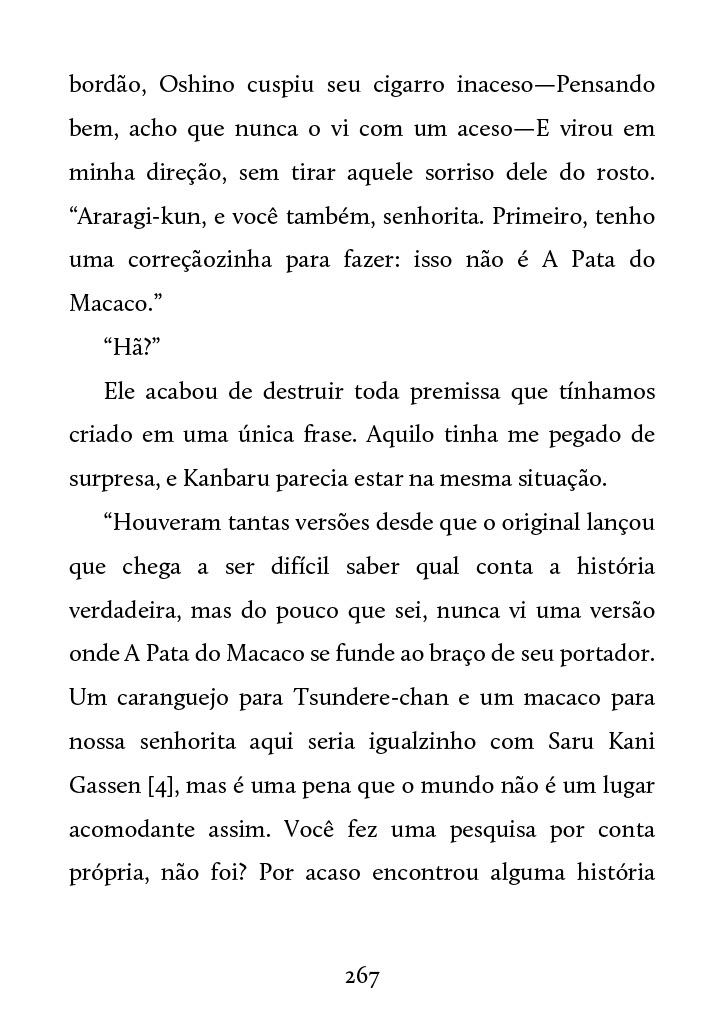 bordão, Oshino cuspiu seu cigarro inaceso—Pensando
bem, acho que nunca o vi com um aceso—E virou em
minha direção, sem tirar aquele sorriso dele do rosto.
“Araragi-kun, e você também, senhorita. Primeiro, tenho
uma correçãozinha para fazer: isso não é A Pata do
Macaco.”
“Hã?”
Ele acabou de destruir toda premissa que tínhamos
criado em uma única frase. Aquilo tinha me pegado de
surpresa, e Kanbaru parecia estar na mesma situação.
“Houveram tantas versões desde que o original lançou
que chega a ser difícil saber qual conta a história
verdadeira, mas do pouco que sei, nunca vi uma versão
onde A Pata do Macaco se funde ao braço de seu portador.
Um caranguejo para Tsundere-chan e um macaco para
nossa senhorita aqui seria igualzinho com Saru Kani
Gassen [4], mas é uma pena que o mundo não é um lugar
acomodante assim. Você fez uma pesquisa por conta
própria, não foi? Por acaso encontrou alguma história
267